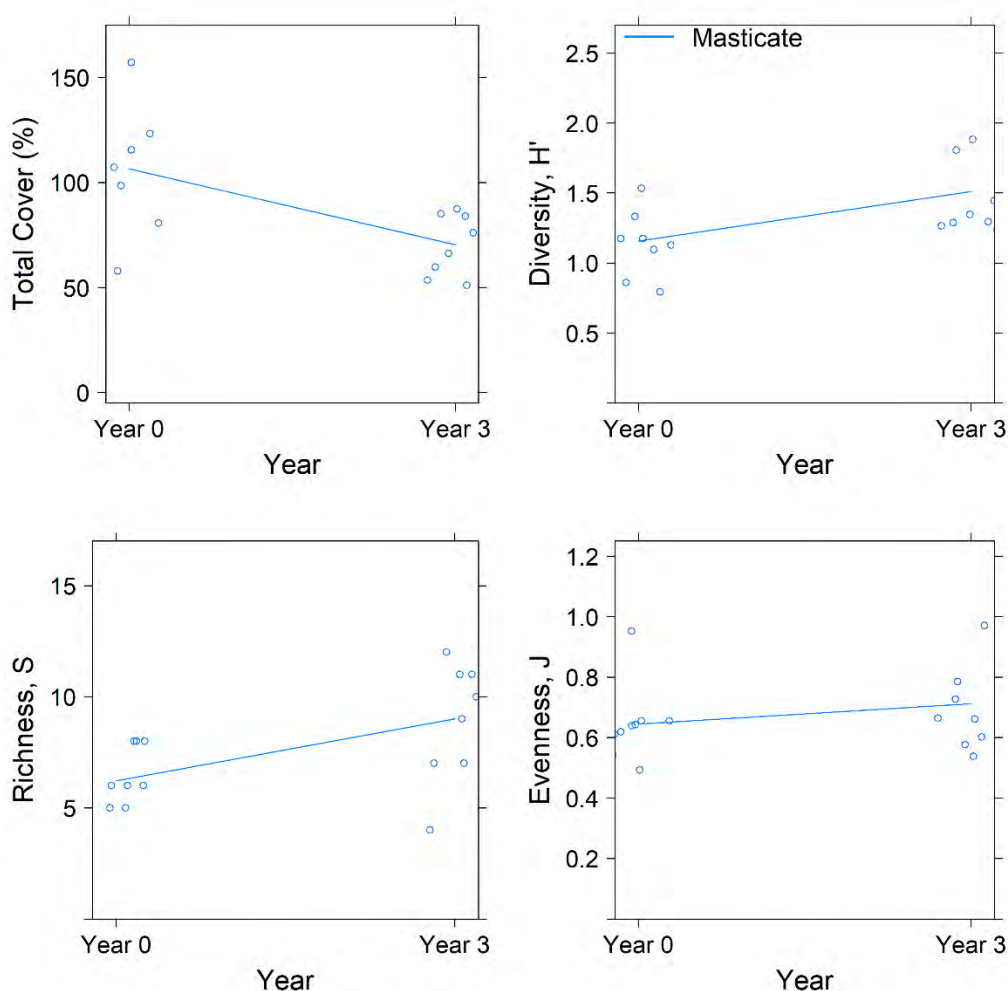 Total Cover (%)
150
100
50
0
Year 0
Year 3
Year
Masticate
Diversity, H'
2.5
2.0
1.5
1.0
0.5
Year 0
Year 3
Year
Richness, S
15
10
5
Year 0
Year 3
Year
Evenness, J
1.2
1.0
0.8
0.6
0.4
0.2
Year 0
Year 3
Year